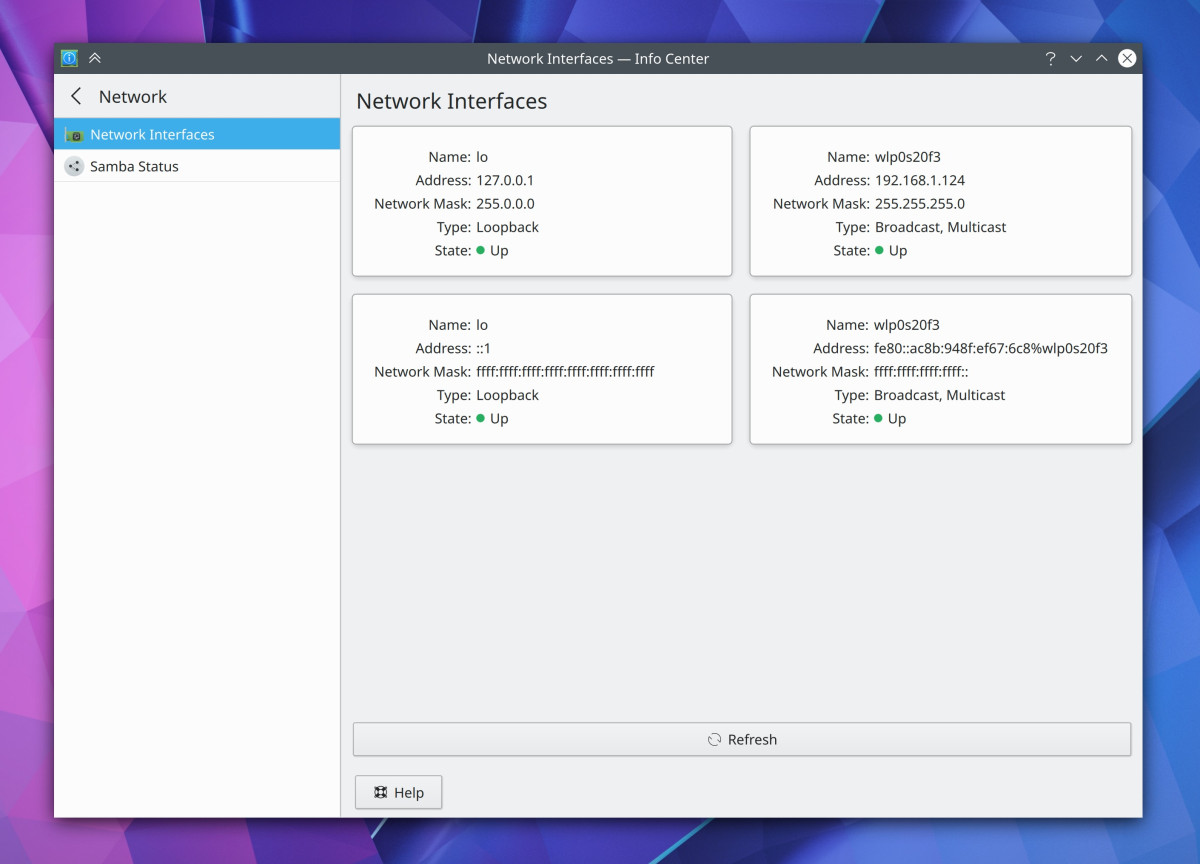 Network Interfaces — Info Center
?
Network
Network Interfaces
Samba Status
Network Interfaces
Name: lo
Address: 127.0.0.1
Network Mask: 255.0.0.0
Type: Loopback
State: Up
Name: wlp0s20f3
Address: 192.168.1.124
Network Mask: 255.255.255.0
Type: Broadcast, Multicast
State: Up
Name: lo
Address: ::1
Network Mask: ffff:ffff:ffff:ffff:ffff:ffff:ffff:ffff
Type: Loopback
State: Up
Name: wlp0s20f3
Address: fe80::ac8b:948f:ef67:6c8%wlp0s20f3
Network Mask: ffff:ffff:ffff:ffff::
Type: Broadcast, Multicast
State: Up
Refresh
Help